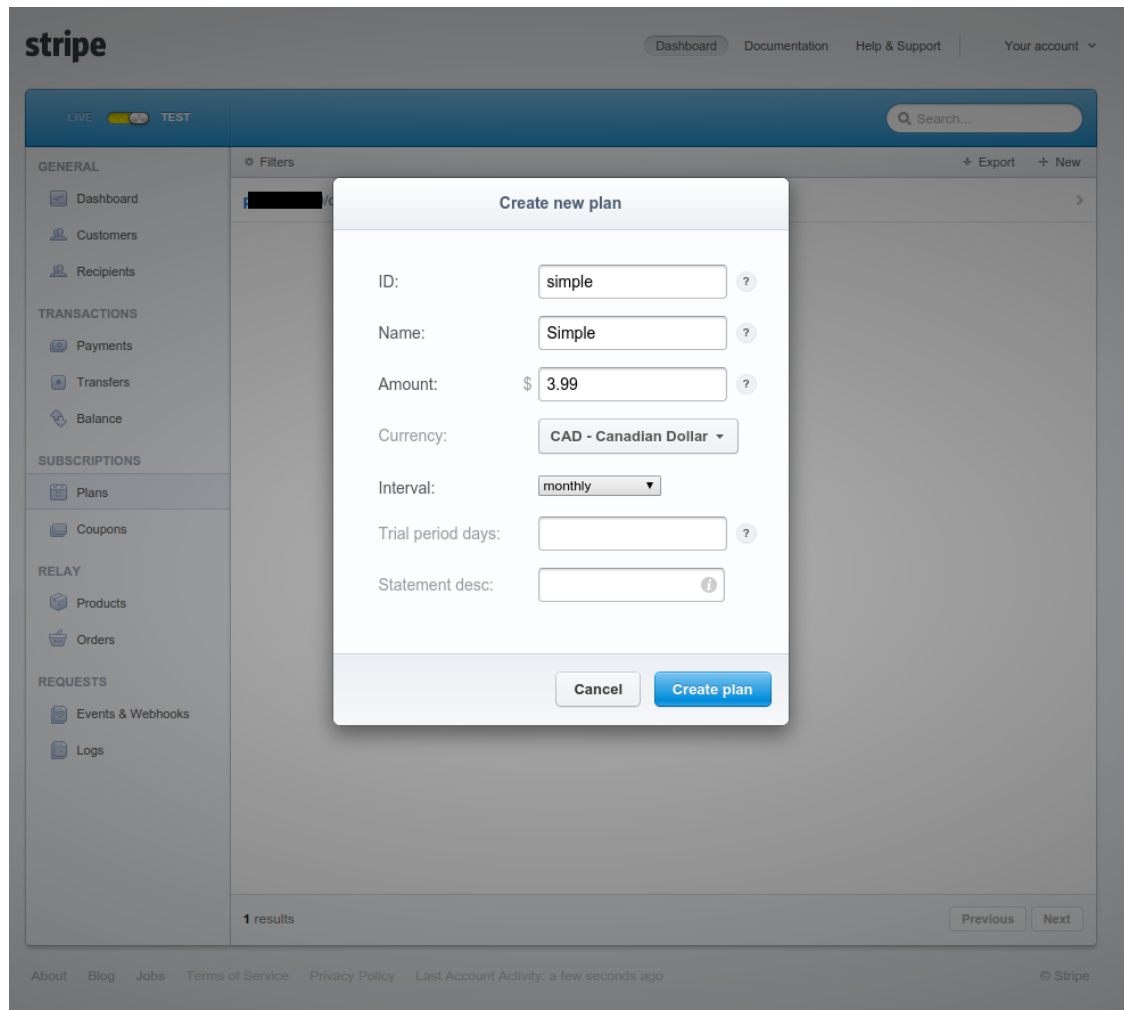 stripe
Dashboard Documentation Help & Support Your account
LIVE TEST
Search...
GENERAL
Dashboard
Customers
Recipients
TRANSACTIONS
Payments
Transfers
Balance
SUBSCRIPTIONS
Plans
Coupons
RELAY
Products
Orders
REQUESTS
Events & Webhooks
Logs
Filters Export + New
Create new plan
ID: simple ?
Name: Simple ?
Amount: $ 3.99 ?
Currency: CAD - Canadian Dollar
Interval: monthly
Trial period days: ?
Statement desc:
Cancel Create plan
1 results Previous Next
About Blog Jobs Terms of Service Privacy Policy Last Account Activity: a few seconds ago © Stripe